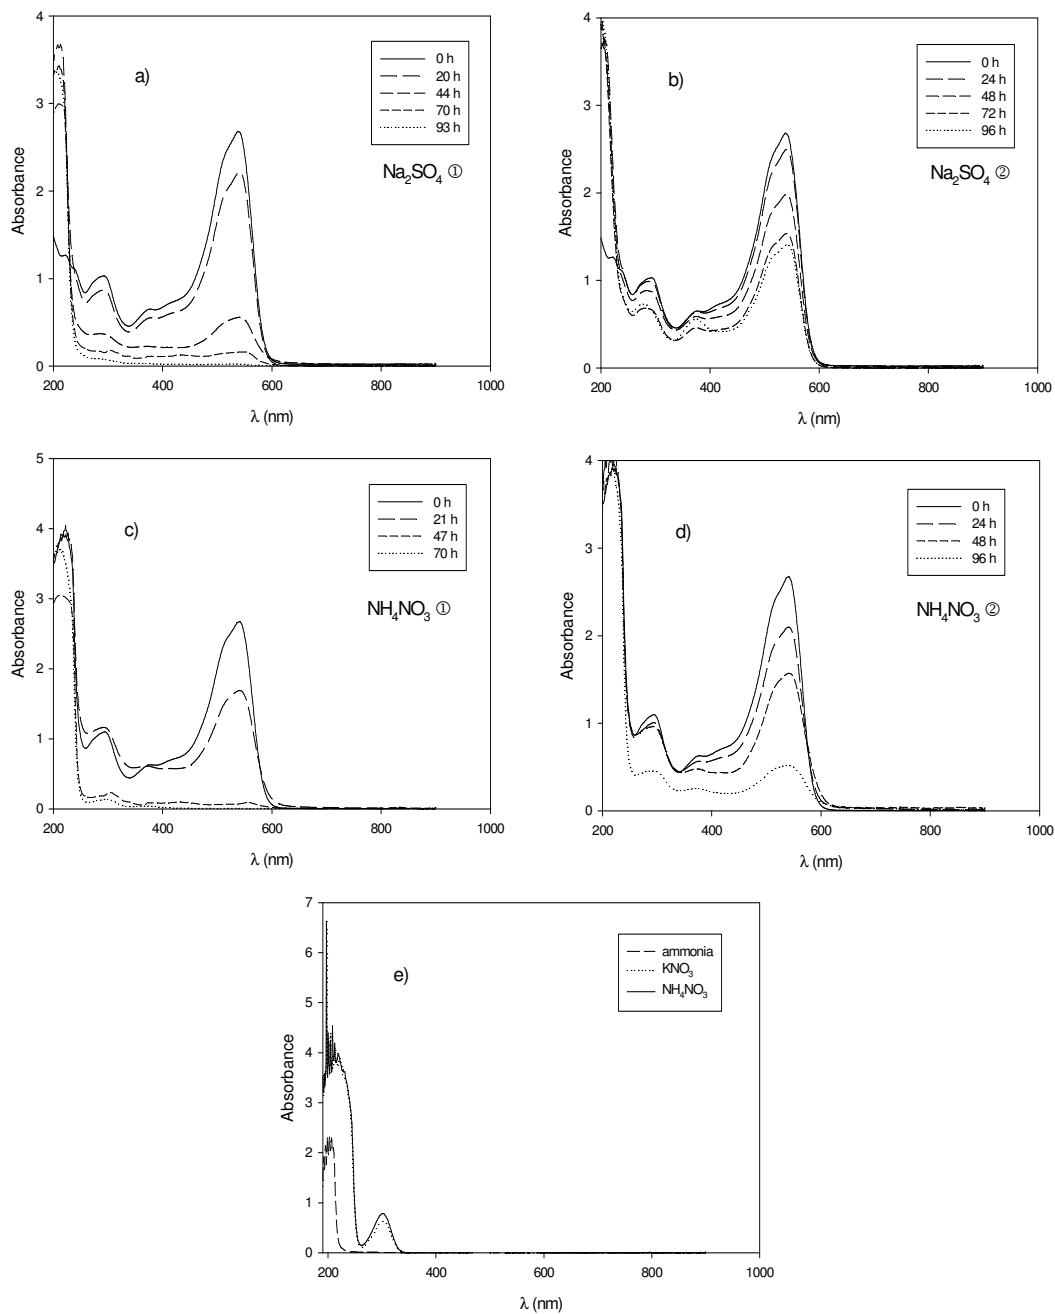 4
3
2
1
0
200
400
600
800
1000
Absorbance
λ (nm)
a)
0 h
20 h
44 h
70 h
93 h
Na₂SO₄ ①
4
3
2
1
0
200
400
600
800
1000
Absorbance
λ (nm)
b)
0 h
24 h
48 h
72 h
96 h
Na₂SO₄ ②
5
4
3
2
1
0
200
400
600
800
1000
Absorbance
λ (nm)
c)
0 h
21 h
47 h
70 h
NH₄NO₃ ①
4
3
2
1
0
200
400
600
800
1000
Absorbance
λ (nm)
d)
0 h
24 h
48 h
96 h
NH₄NO₃ ②
7
6
5
4
3
2
1
0
200
400
600
800
1000
Absorbance
λ (nm)
e)
ammonia
KNO₃
NH₄NO₃